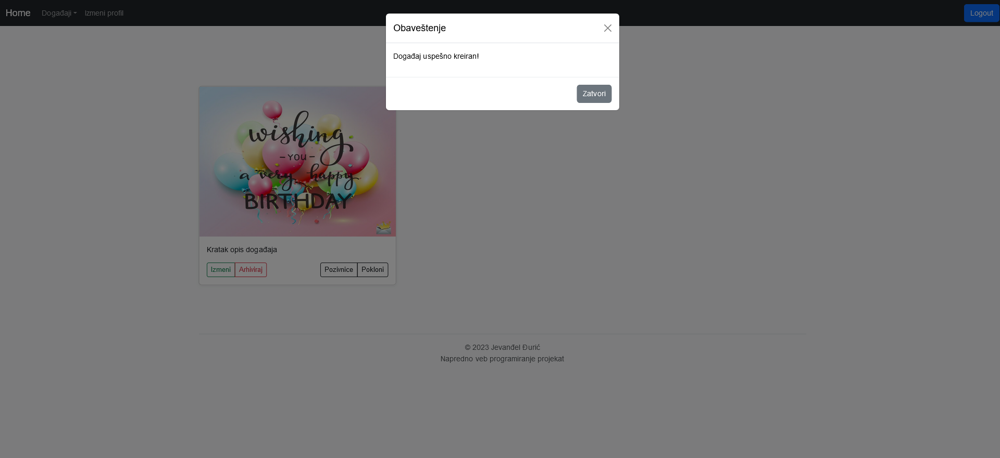 Home Događaji Izmeni profil Logout
Obaveštenje
Događaj uspešno kreiran!
Zatvori
wishing
- YOU -
a very happy
BIRTHDAY
Kratak opis događaja
Izmeni Arhiviraj Pozivnice Pokloni
© 2023 Jevanđel Đurić
Napredno veb programiranje projekat